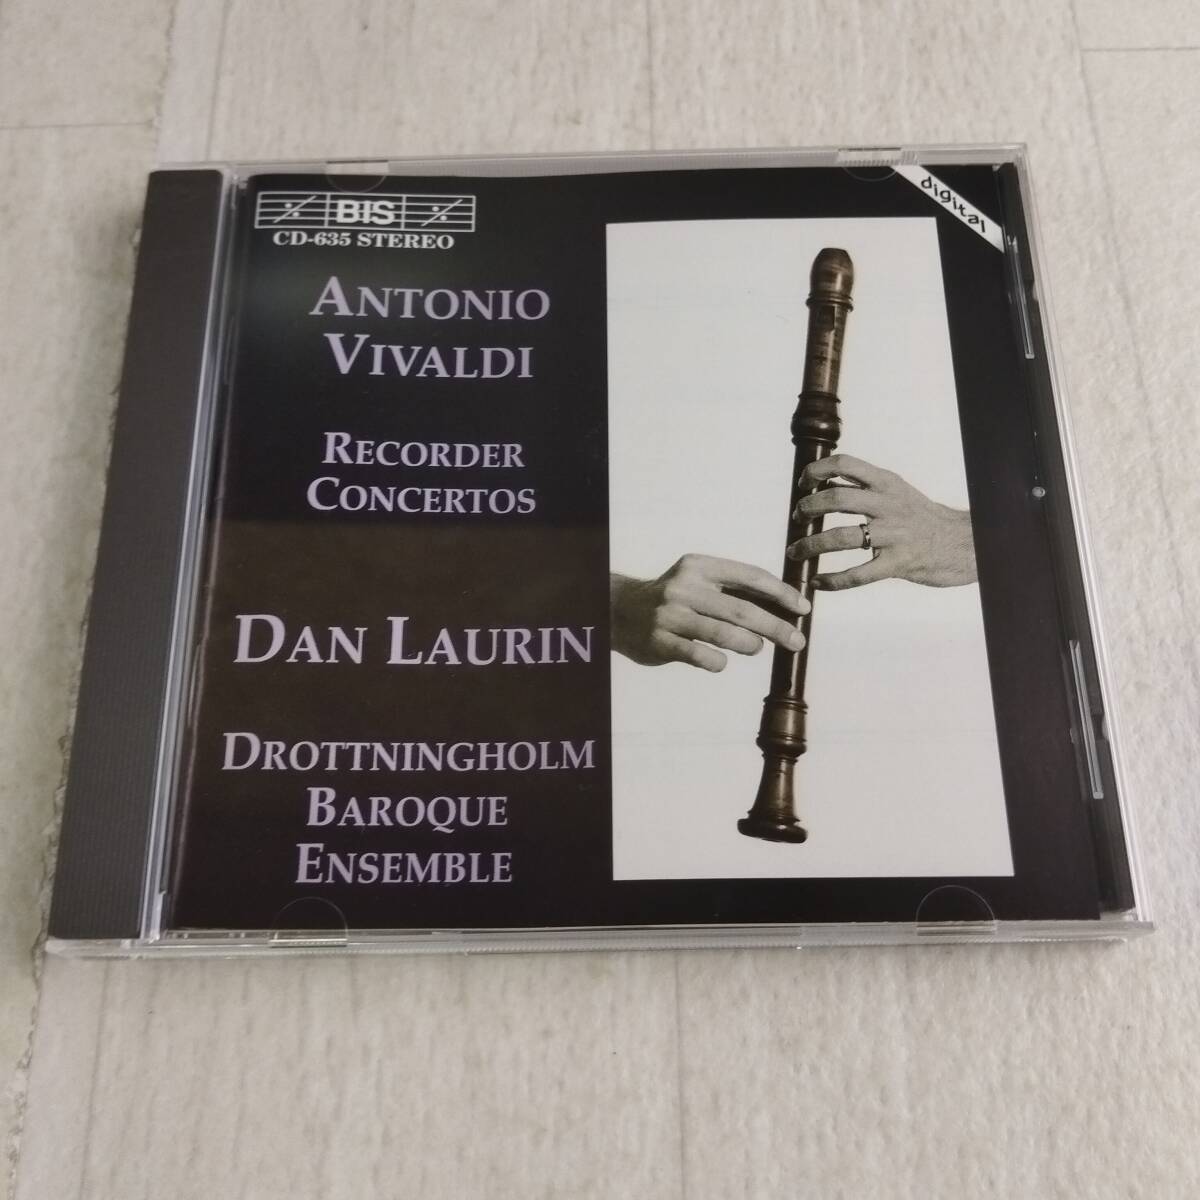 BIS
CD-635 STEREO
digital
ANTONIO
VIVALDI
RECORDER
CONCERTOS
DAN LAURIN
DROTTNINGHOLM
BAROQUE
ENSEMBLE